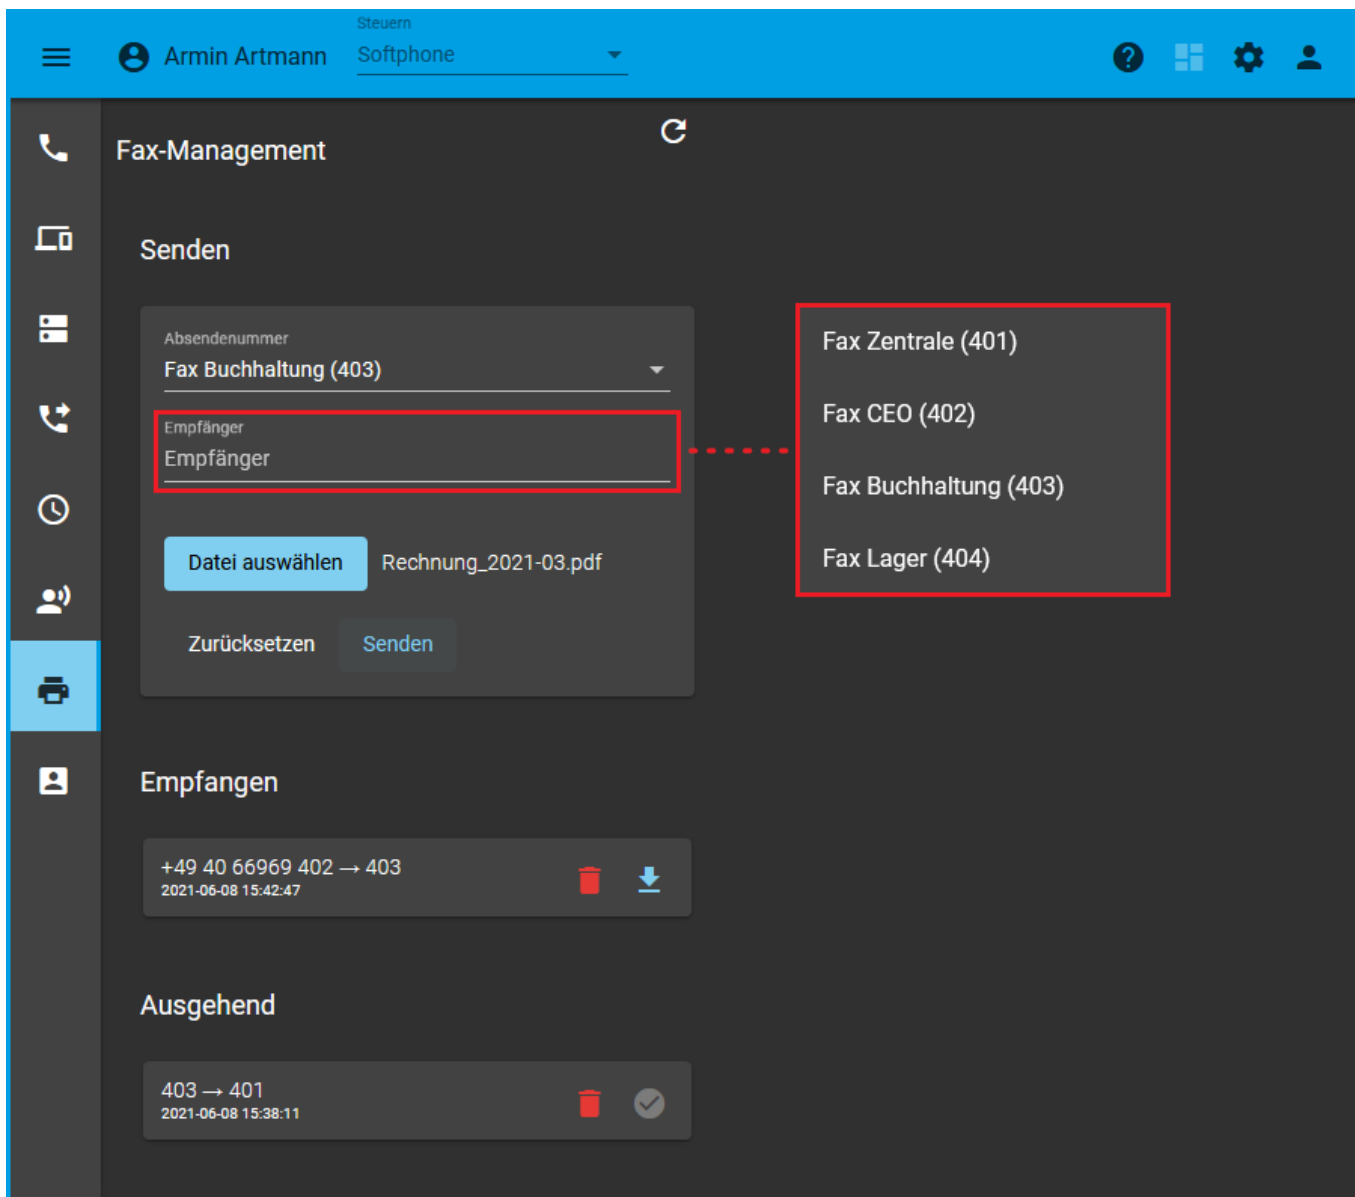 Steuern
Armin Artmann
Softphone
Fax-Management
Senden
Absendenummer
Fax Buchhaltung (403)
Empfänger
Empfänger
Datei auswählen
Rechnung_2021-03.pdf
Zurücksetzen
Senden
Fax Zentrale (401)
Fax CEO (402)
Fax Buchhaltung (403)
Fax Lager (404)
Empfangen
+49 40 66969 402 → 403
2021-06-08 15:42:47
Ausgehend
403 → 401
2021-06-08 15:38:11